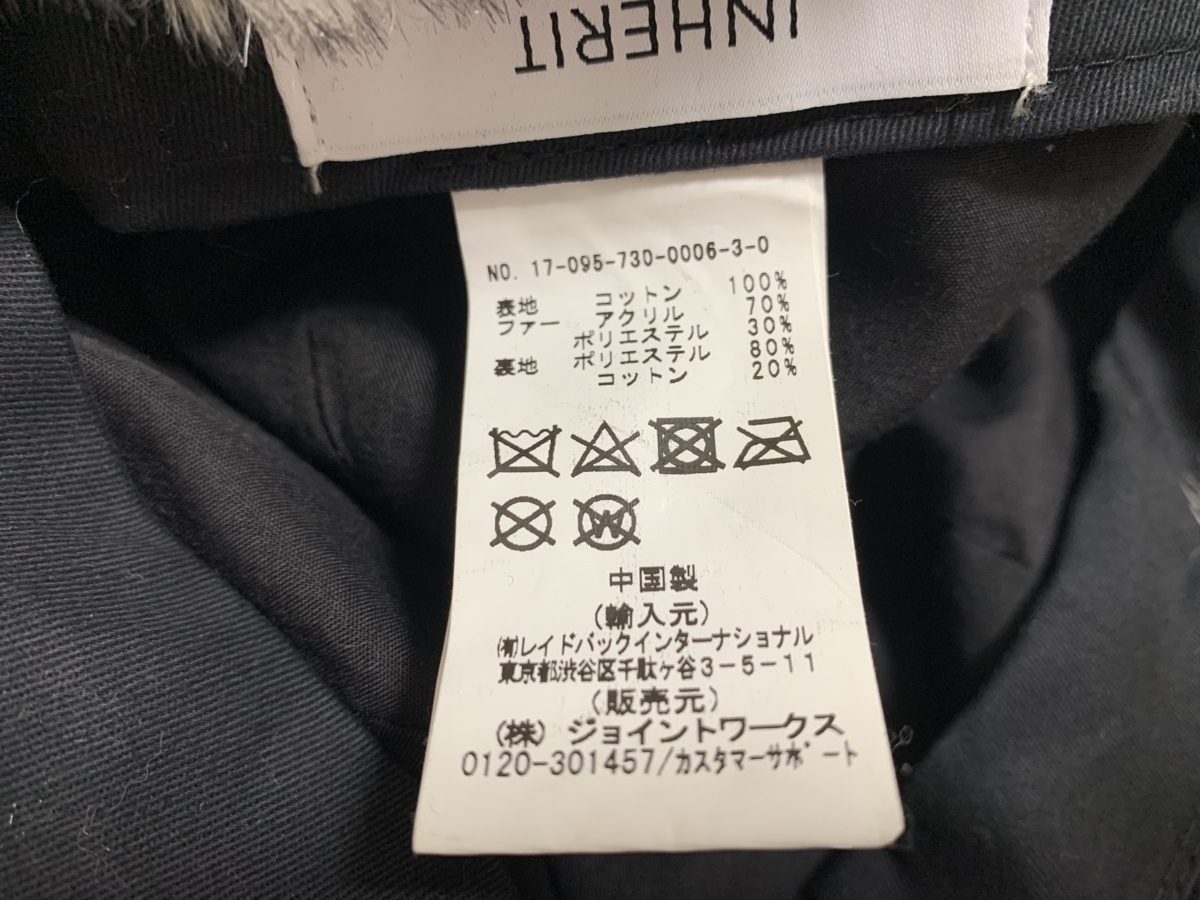 INHERIT
NO. 17-095-730-0006-3-0
表地 コットン 100%
ファー アクリル 70%
ポリエステル 30%
裏地 ポリエステル 80%
コットン 20%
W
中国製
(輸入元)
㈲レイドバックインターナショナル
東京都渋谷区千駄ヶ谷3-5-11
(販売元)
(株) ジョイントワークス
0120-301457/カスタマーサポート